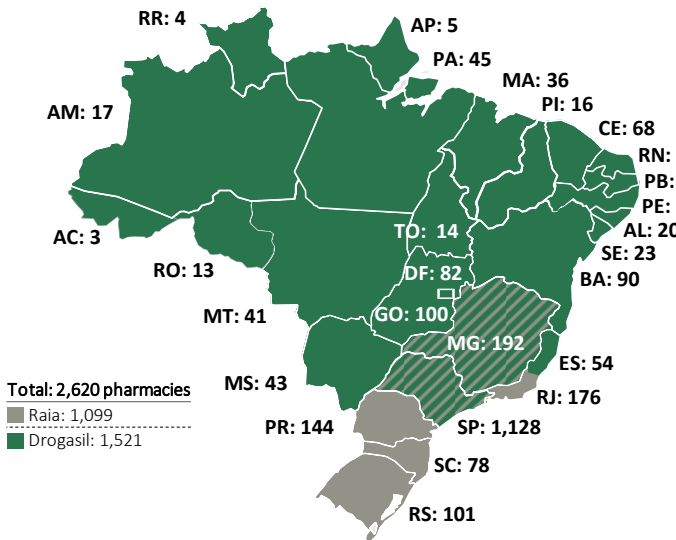 RR: 4
AP: 5
PA: 45
MA: 36
PI: 16
CE: 68
RN:
PB:
PE:
AL: 20
SE: 23
BA: 90
AM: 17
AC: 3
RO: 13
TO: 14
DF: 82
GO: 100
MT: 41
MG: 192
ES: 54
RJ: 176
MS: 43
SP: 1,128
PR: 144
SC: 78
RS: 101
Total: 2,620 pharmacies
Raia: 1,099
Drogasil: 1,521